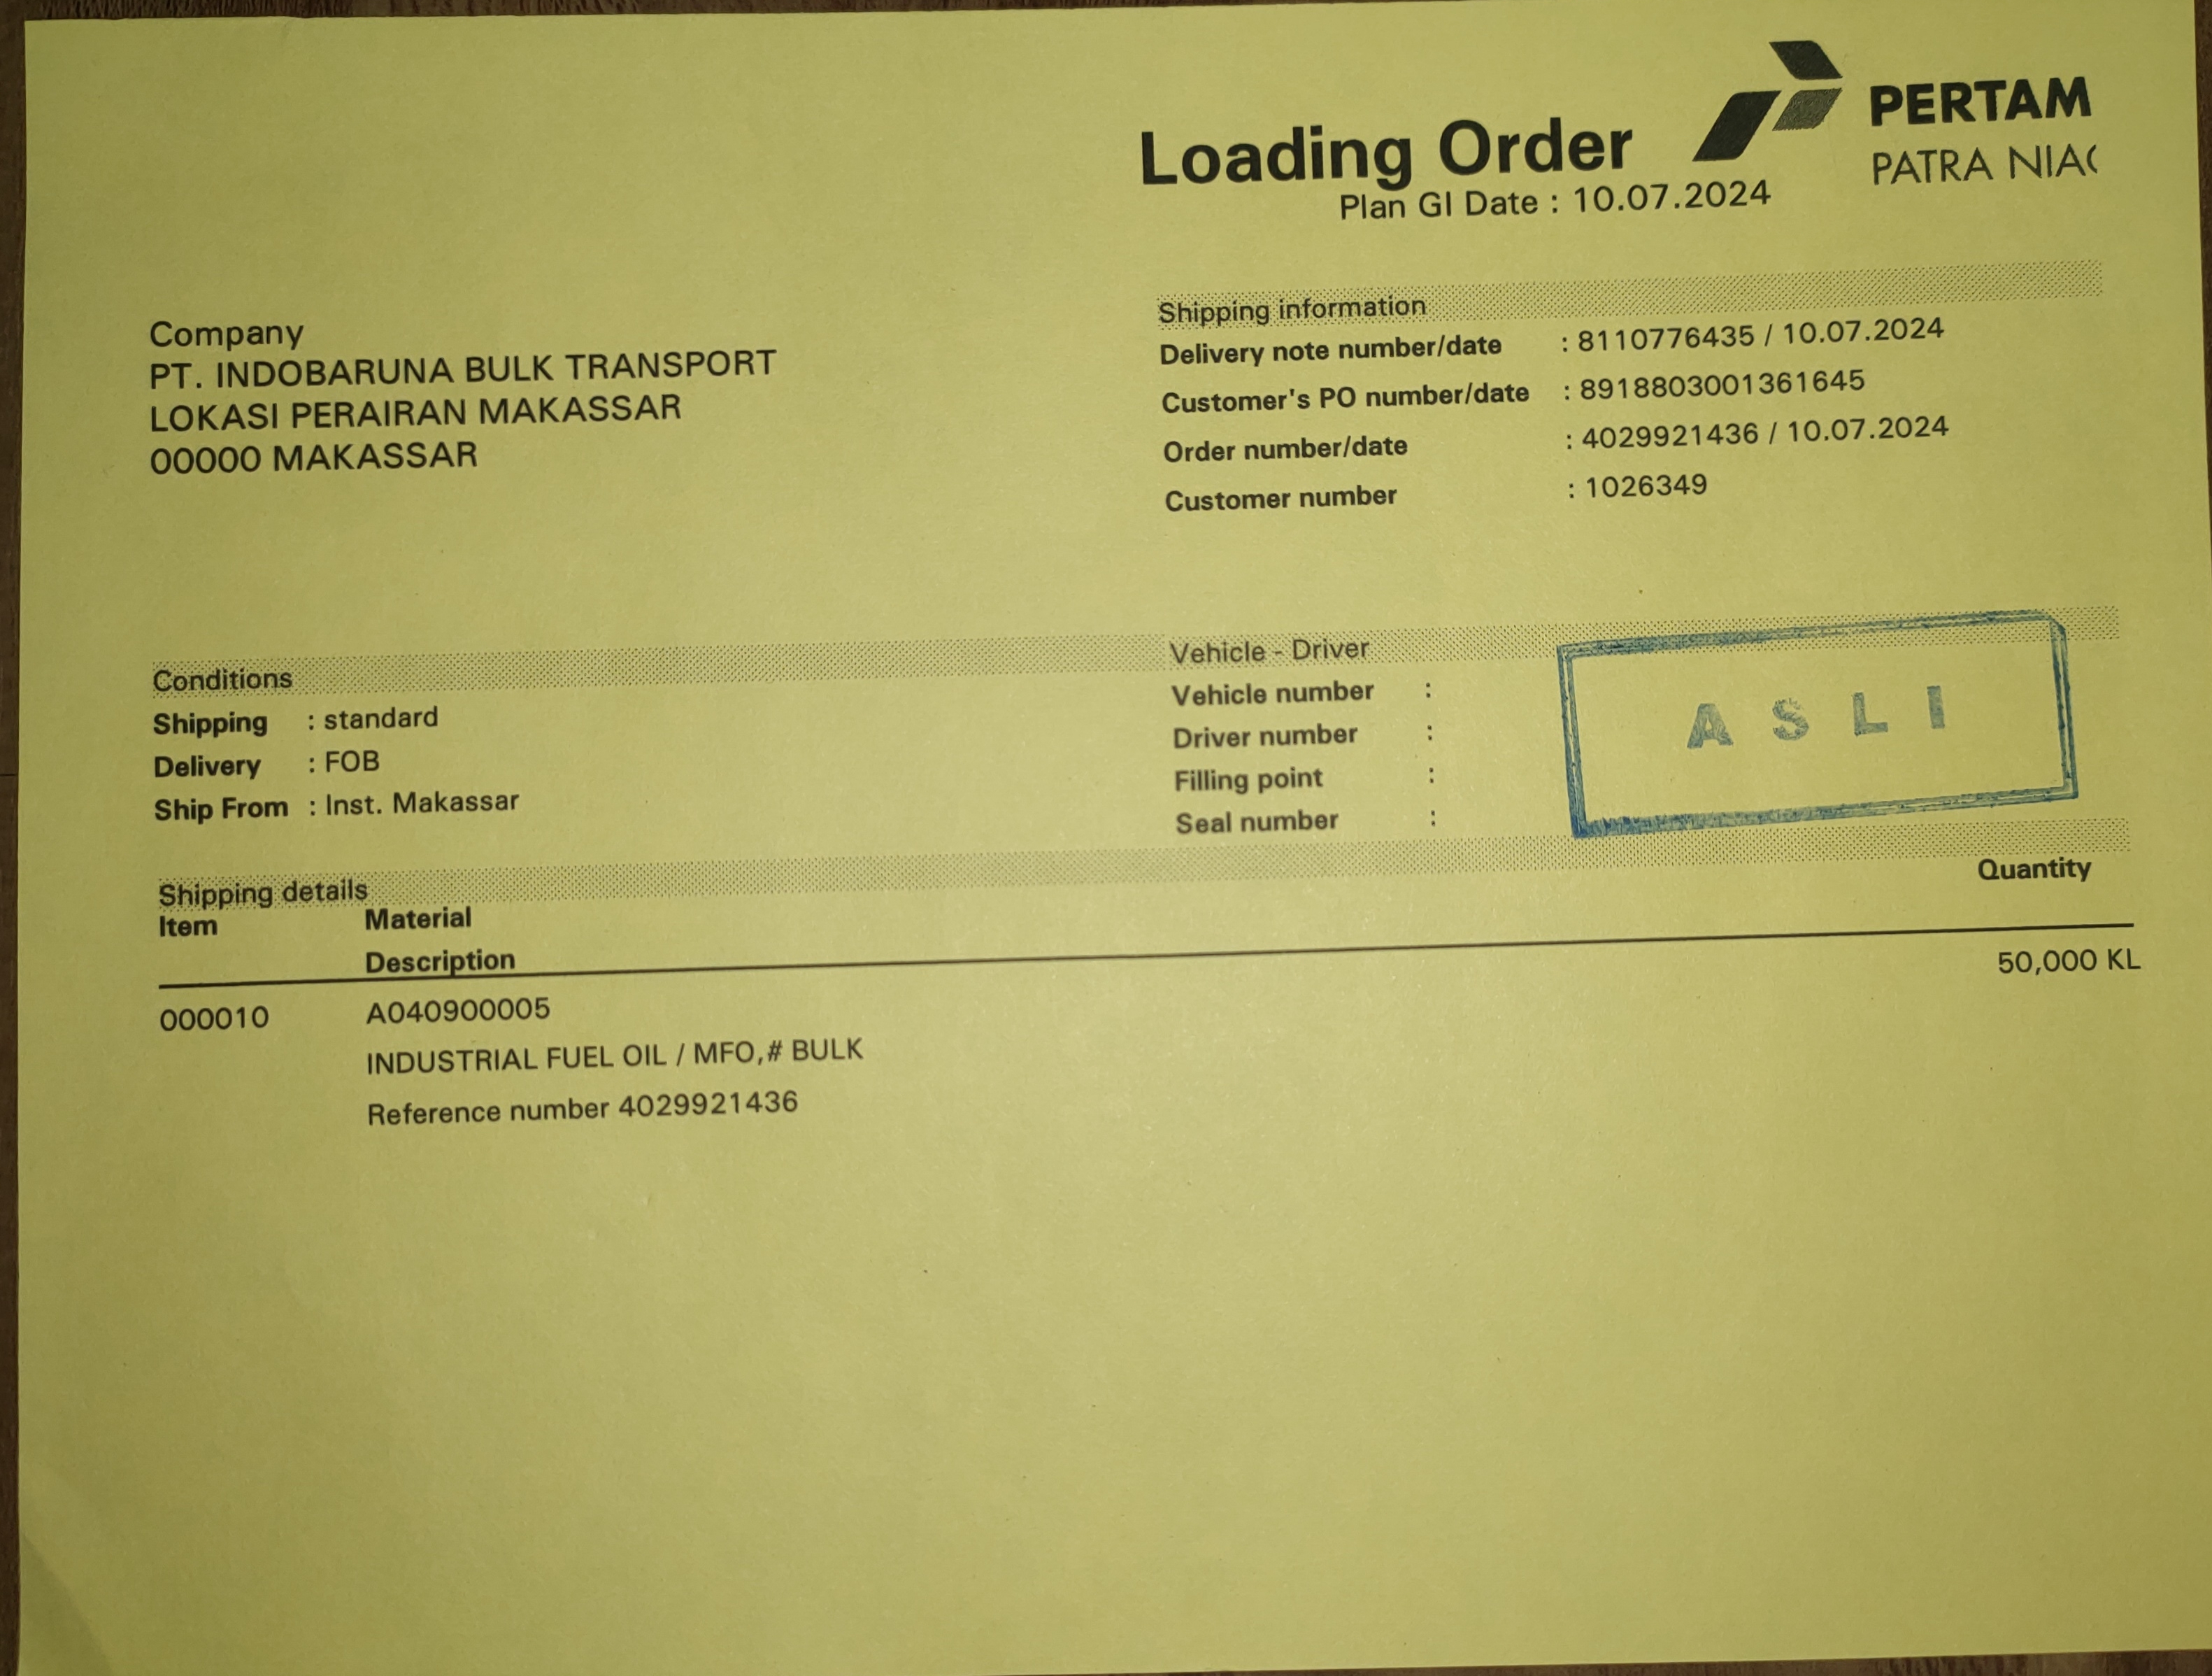 Loading Order
PERTAM
PATRA NIA
Plan GI Date : 10.07.2024
Company
PT. INDOBARUNA BULK TRANSPORT
LOKASI PERAIRAN MAKASSAR
00000 MAKASSAR
Shipping information
Delivery note number/date : 8110776435 / 10.07.2024
Customer's PO number/date : 8918803001361645
Order number/date : 4029921436 / 10.07.2024
Customer number : 1026349
Conditions
Shipping : standard
Delivery : FOB
Ship From : Inst. Makassar
Vehicle - Driver
Vehicle number :
Driver number :
Filling point :
Seal number :
ASLI
Shipping details
Item Material Quantity
Description
000010 A040900005 50,000 KL
INDUSTRIAL FUEL OIL / MFO,# BULK
Reference number 4029921436